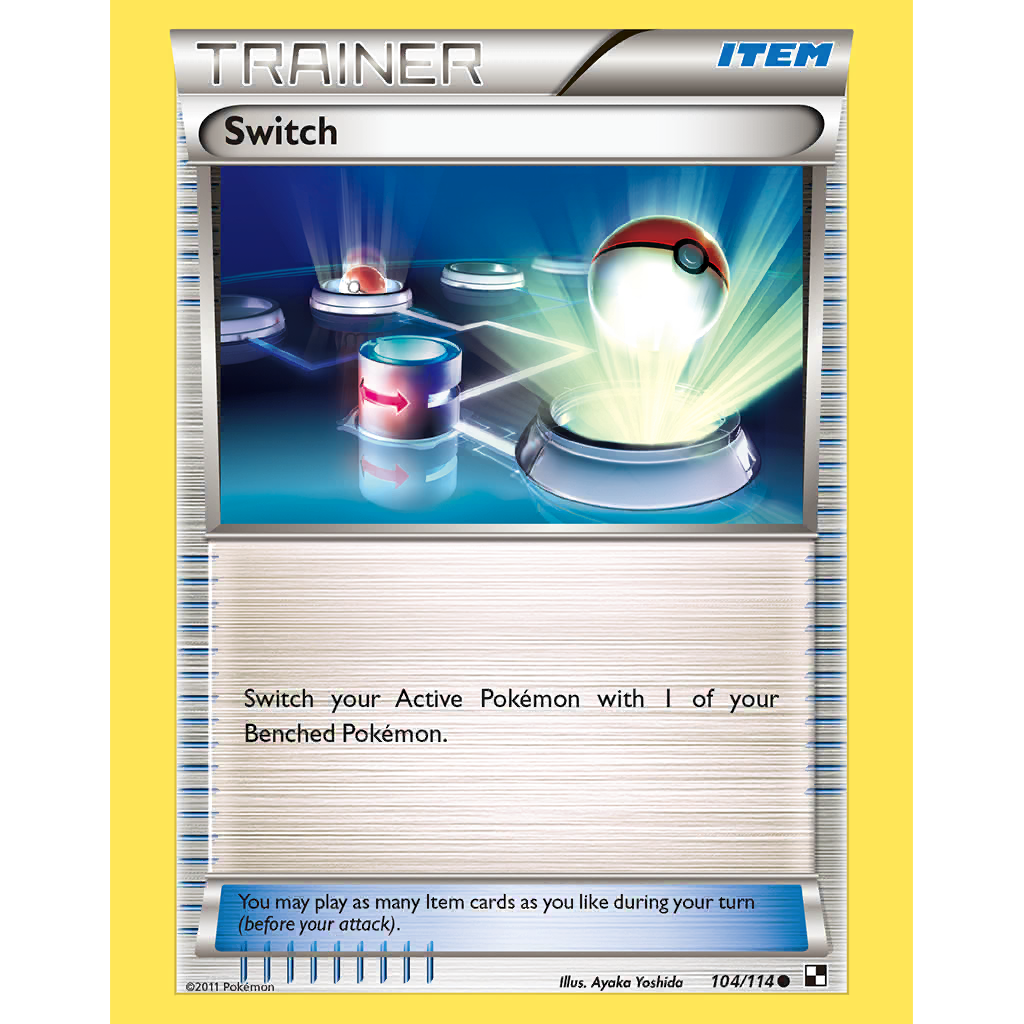 TRAINER
ITEM
Switch
Switch your Active Pokémon with 1 of your
Benched Pokémon.
You may play as many Item cards as you like during your turn
(before your attack).
©2011 Pokémon
Illus. Ayaka Yoshida
104/114